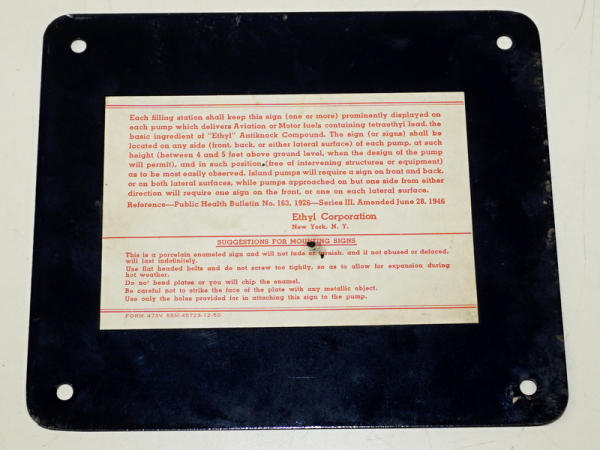 Each filling station shall keep this sign (one or more) prominently displayed on
each pump which delivers Aviation or Motor fuels containing tetraethyl lead, the
basic ingredient of "Ethyl" Antiknock Compound. The sign (or signs) shall be
located on any side (front, back, or either lateral surface) of each pump, at such
height (between 4 and 5 feet above ground level, when the design of the pump
will permit), and in such position (free of intervening structures or equipment)
as to be most easily observed. Island pumps will require a sign on front and back,
or on both lateral surfaces, while pumps approached on but one side from either
direction will require one sign on the front, or one on each lateral surface.
Reference—Public Health Bulletin No. 163, 1926—Series III, Amended June 28, 1946
Ethyl Corporation
New York, N. Y.
SUGGESTIONS FOR MOUNTING SIGNS
This is a porcelain enameled sign and will not fade or tarnish, and if not abused or defaced,
will last indefinitely.
Use flat headed bolts and do not screw too tightly, so as to allow for expansion during
hot weather.
Do not bend plates or you will chip the enamel.
Be careful not to strike the face of the plate with any metallic object.
Use only the holes provided for in attaching this sign to the pump.
FORM 473V 55M-45723-12-50